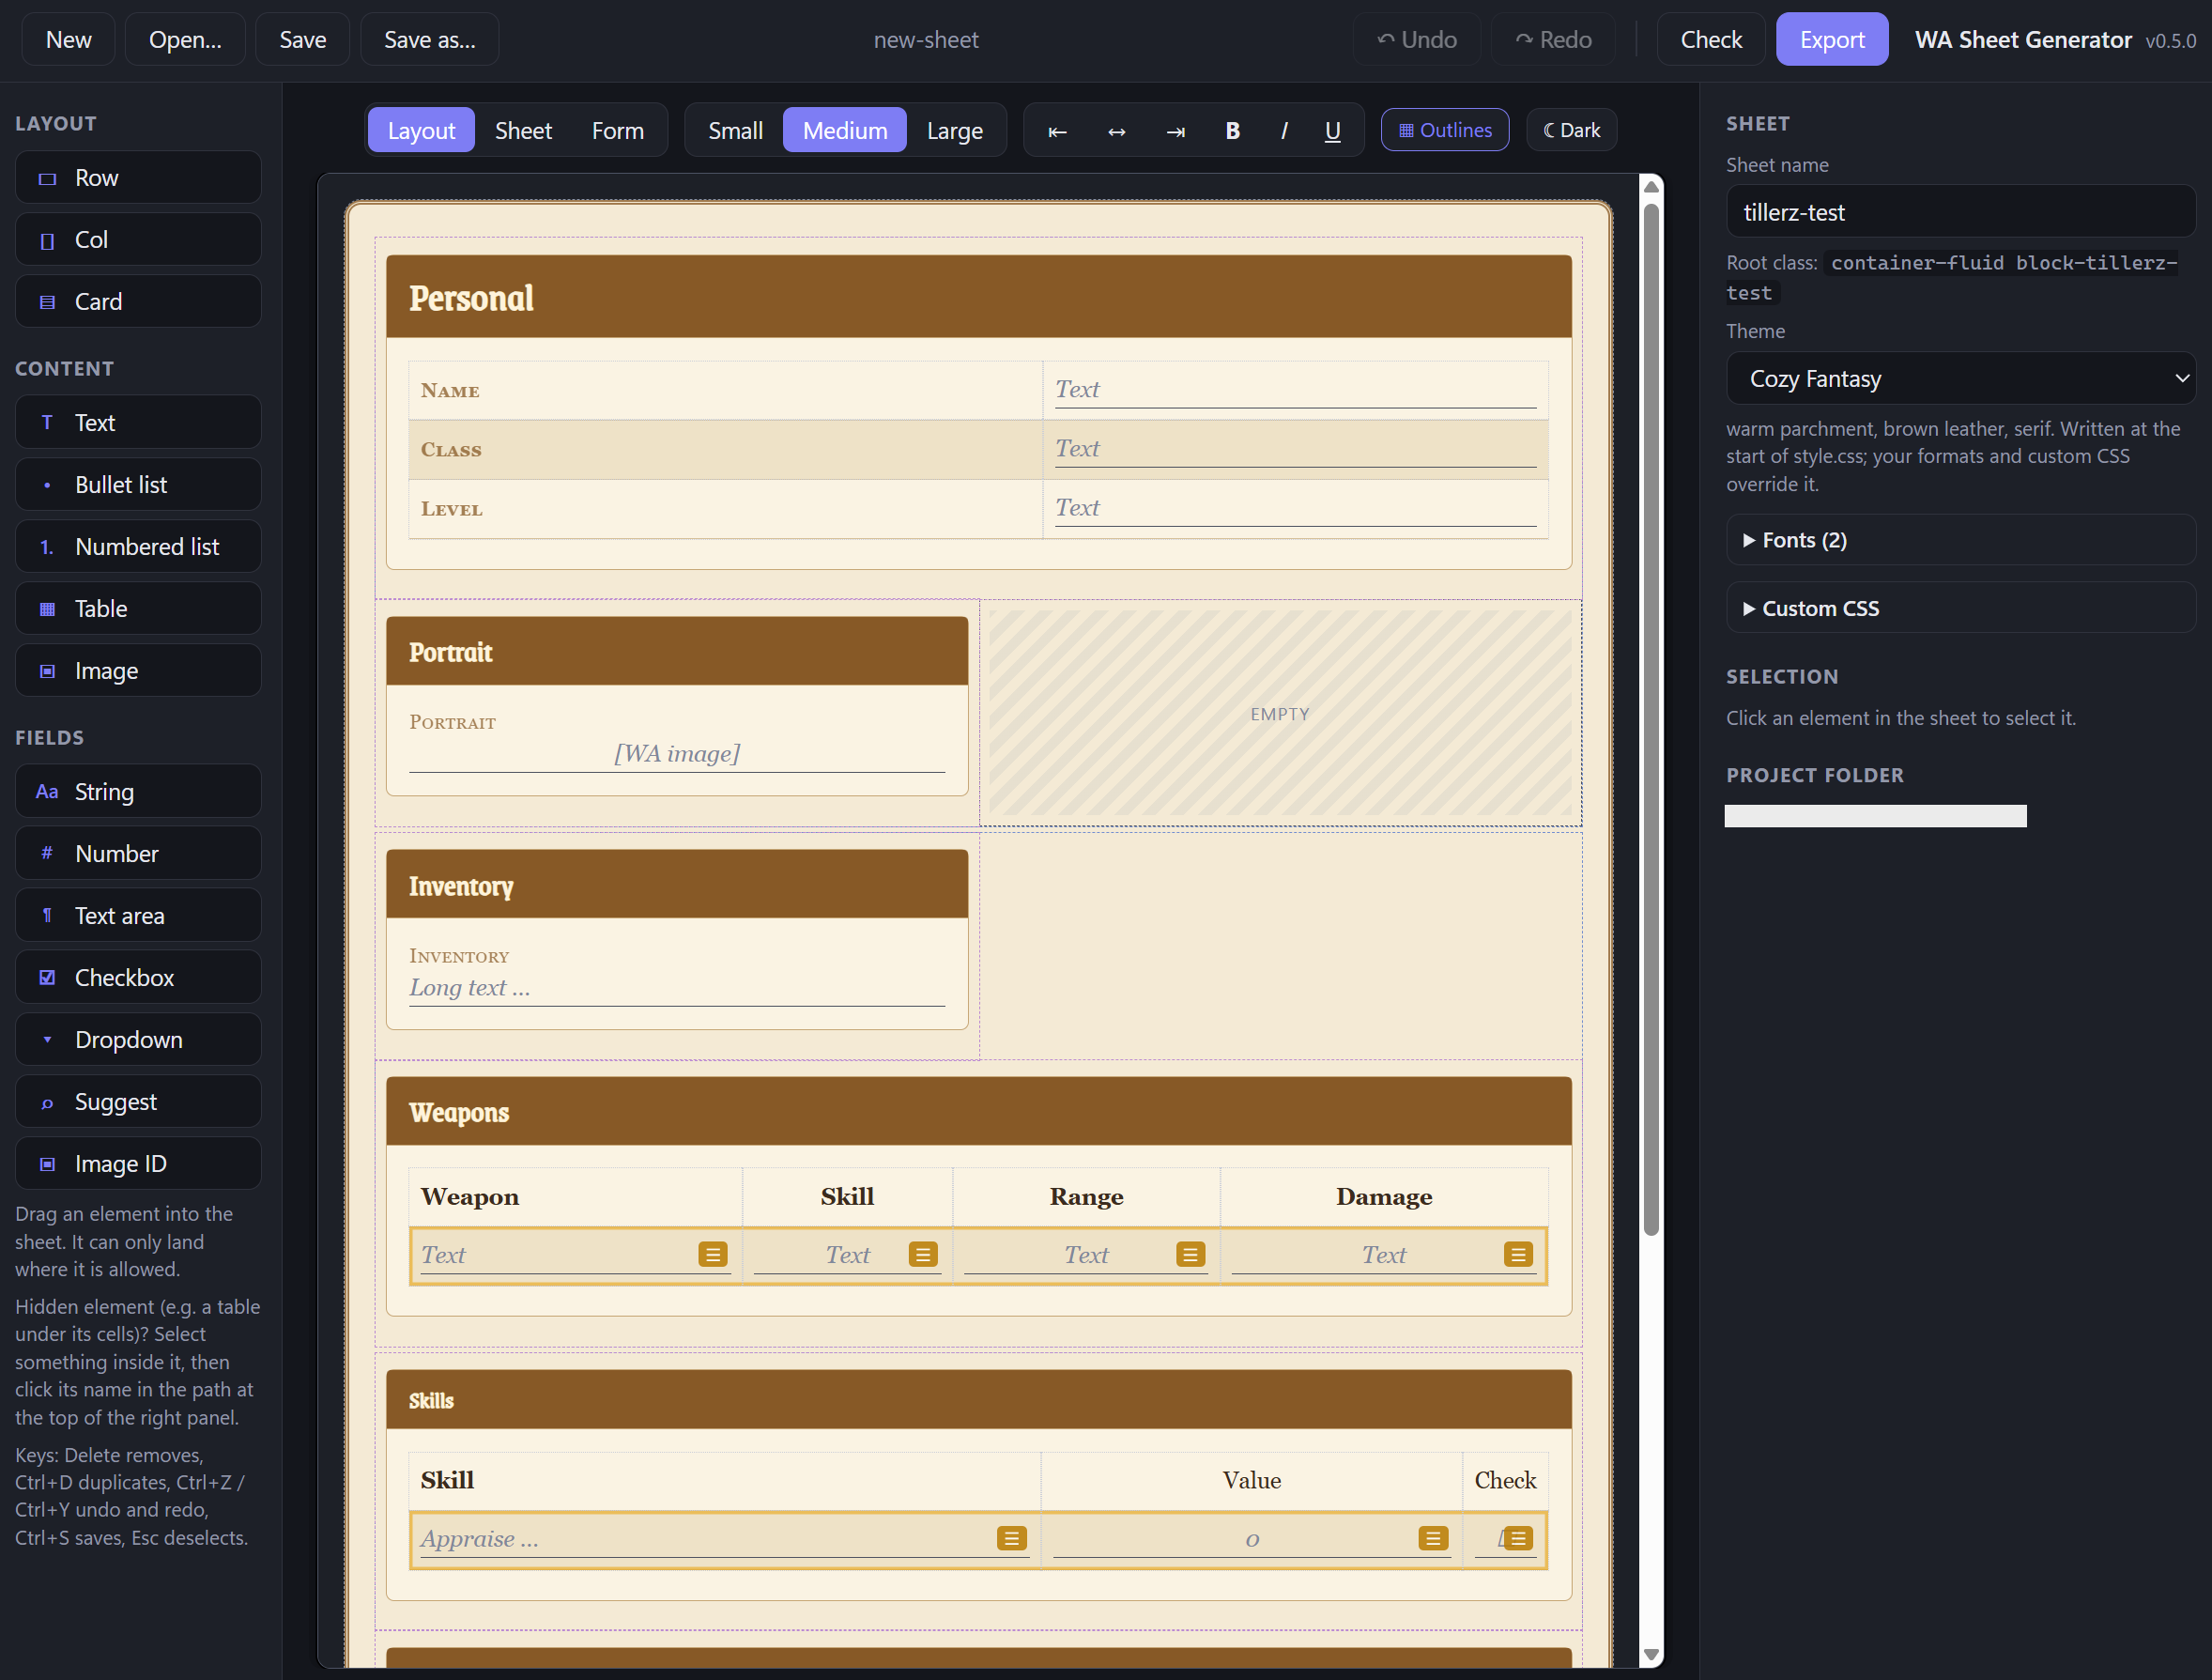 New Open... Save Save as... new-sheet Undo Redo Check Export WA Sheet Generator v0.5.0
LAYOUT
Row
Col
Card
CONTENT
T Text
Bullet list
1. Numbered list
Table
Image
FIELDS
Aa String
# Number
¶ Text area
Checkbox
Dropdown
Suggest
Image ID
Drag an element into the
sheet. It can only land
where it is allowed.
Hidden element (e.g. a table
under its cells)? Select
something inside it, then
click its name in the path at
the top of the right panel.
Keys: Delete removes,
Ctrl+D duplicates, Ctrl+Z /
Ctrl+Y undo and redo,
Ctrl+S saves, Esc deselects.
Layout Sheet Form Small Medium Large B I U Outlines Dark
Personal
Name Text
Class Text
Level Text
Portrait
Portrait
[WA image]
EMPTY
Inventory
Inventory
Long text ...
Weapons
Weapon Skill Range Damage
Text Text Text Text
Skills
Skill Value Check
Appraise ... 0
SHEET
Sheet name
tillerz-test
Root class: container-fluid block-tillerz-
test
Theme
Cozy Fantasy
warm parchment, brown leather, serif. Written at the
start of style.css; your formats and custom CSS
override it.
Fonts (2)
Custom CSS
SELECTION
Click an element in the sheet to select it.
PROJECT FOLDER